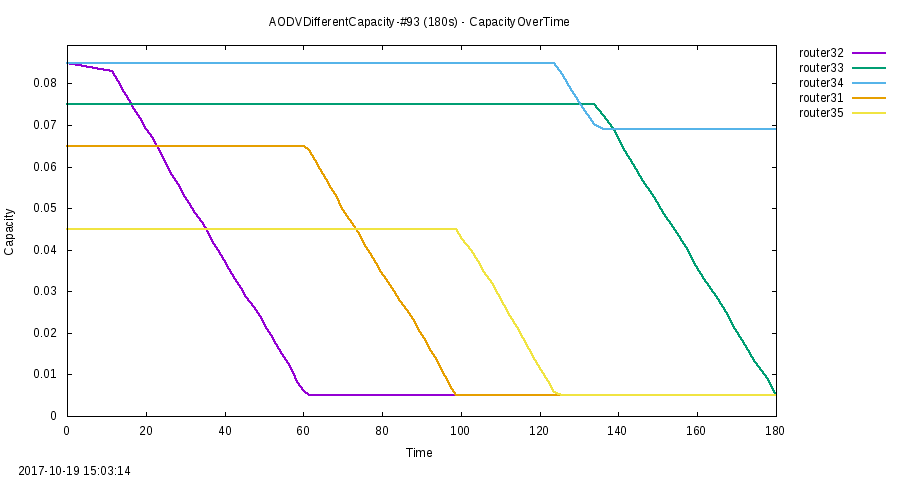 AODVDifferentCapacity-#93 (180s) - CapacityOverTime
router32
router33
router34
router31
router35
0.08
0.07
0.06
0.05
0.04
0.03
0.02
0.01
0
Capacity
0 20 40 60 80 100 120 140 160 180
Time
2017-10-19 15:03:14